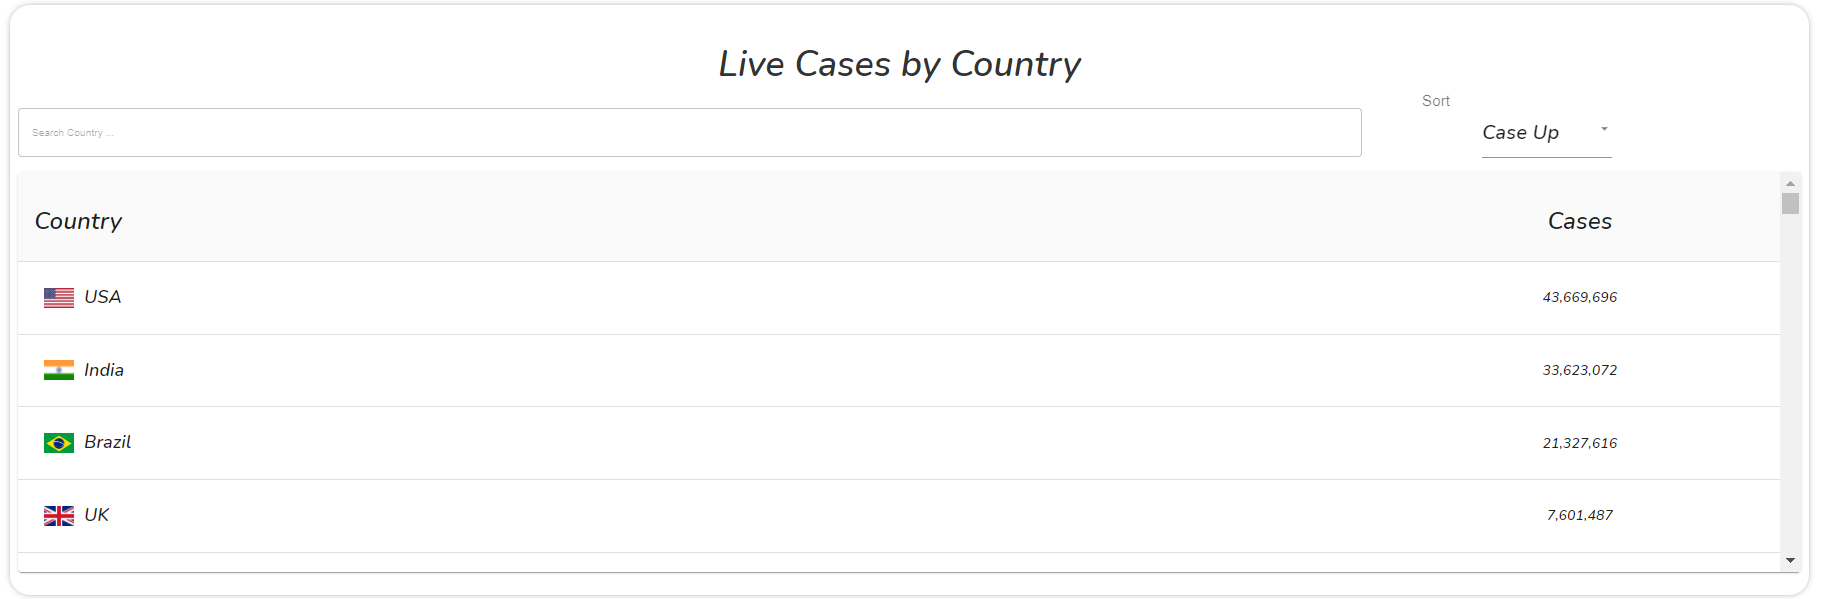 Live Cases by Country
Sort
Search Country ...
Case Up
Country Cases
USA 43,669,696
India 33,623,072
Brazil 21,327,616
UK 7,601,487